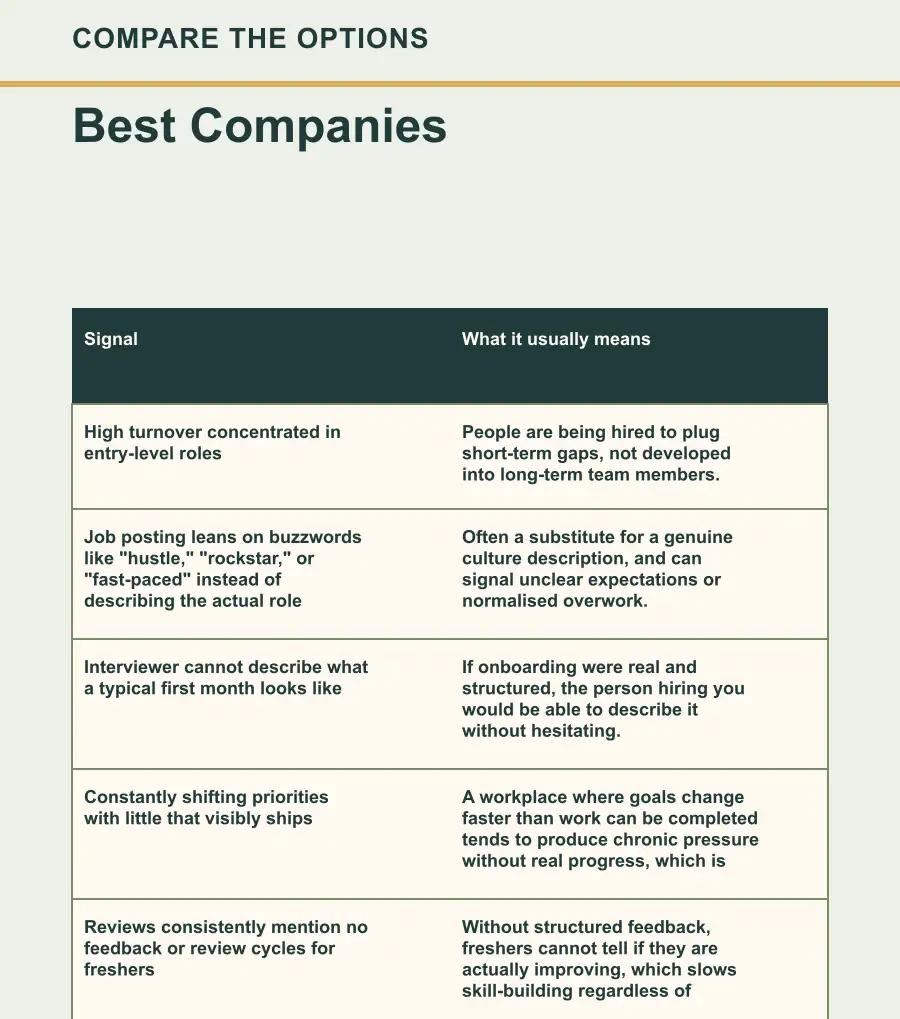 COMPARE THE OPTIONS
Best Companies
Signal
What it usually means
High turnover concentrated in
entry-level roles
People are being hired to plug
short-term gaps, not developed
into long-term team members.
Job posting leans on buzzwords
like "hustle," "rockstar," or
"fast-paced" instead of
describing the actual role
Often a substitute for a genuine
culture description, and can
signal unclear expectations or
normalised overwork.
Interviewer cannot describe what
a typical first month looks like
If onboarding were real and
structured, the person hiring you
would be able to describe it
without hesitating.
Constantly shifting priorities
with little that visibly ships
A workplace where goals change
faster than work can be completed
tends to produce chronic pressure
without real progress, which is
Reviews consistently mention no
feedback or review cycles for
freshers
Without structured feedback,
freshers cannot tell if they are
actually improving, which slows
skill-building regardless of